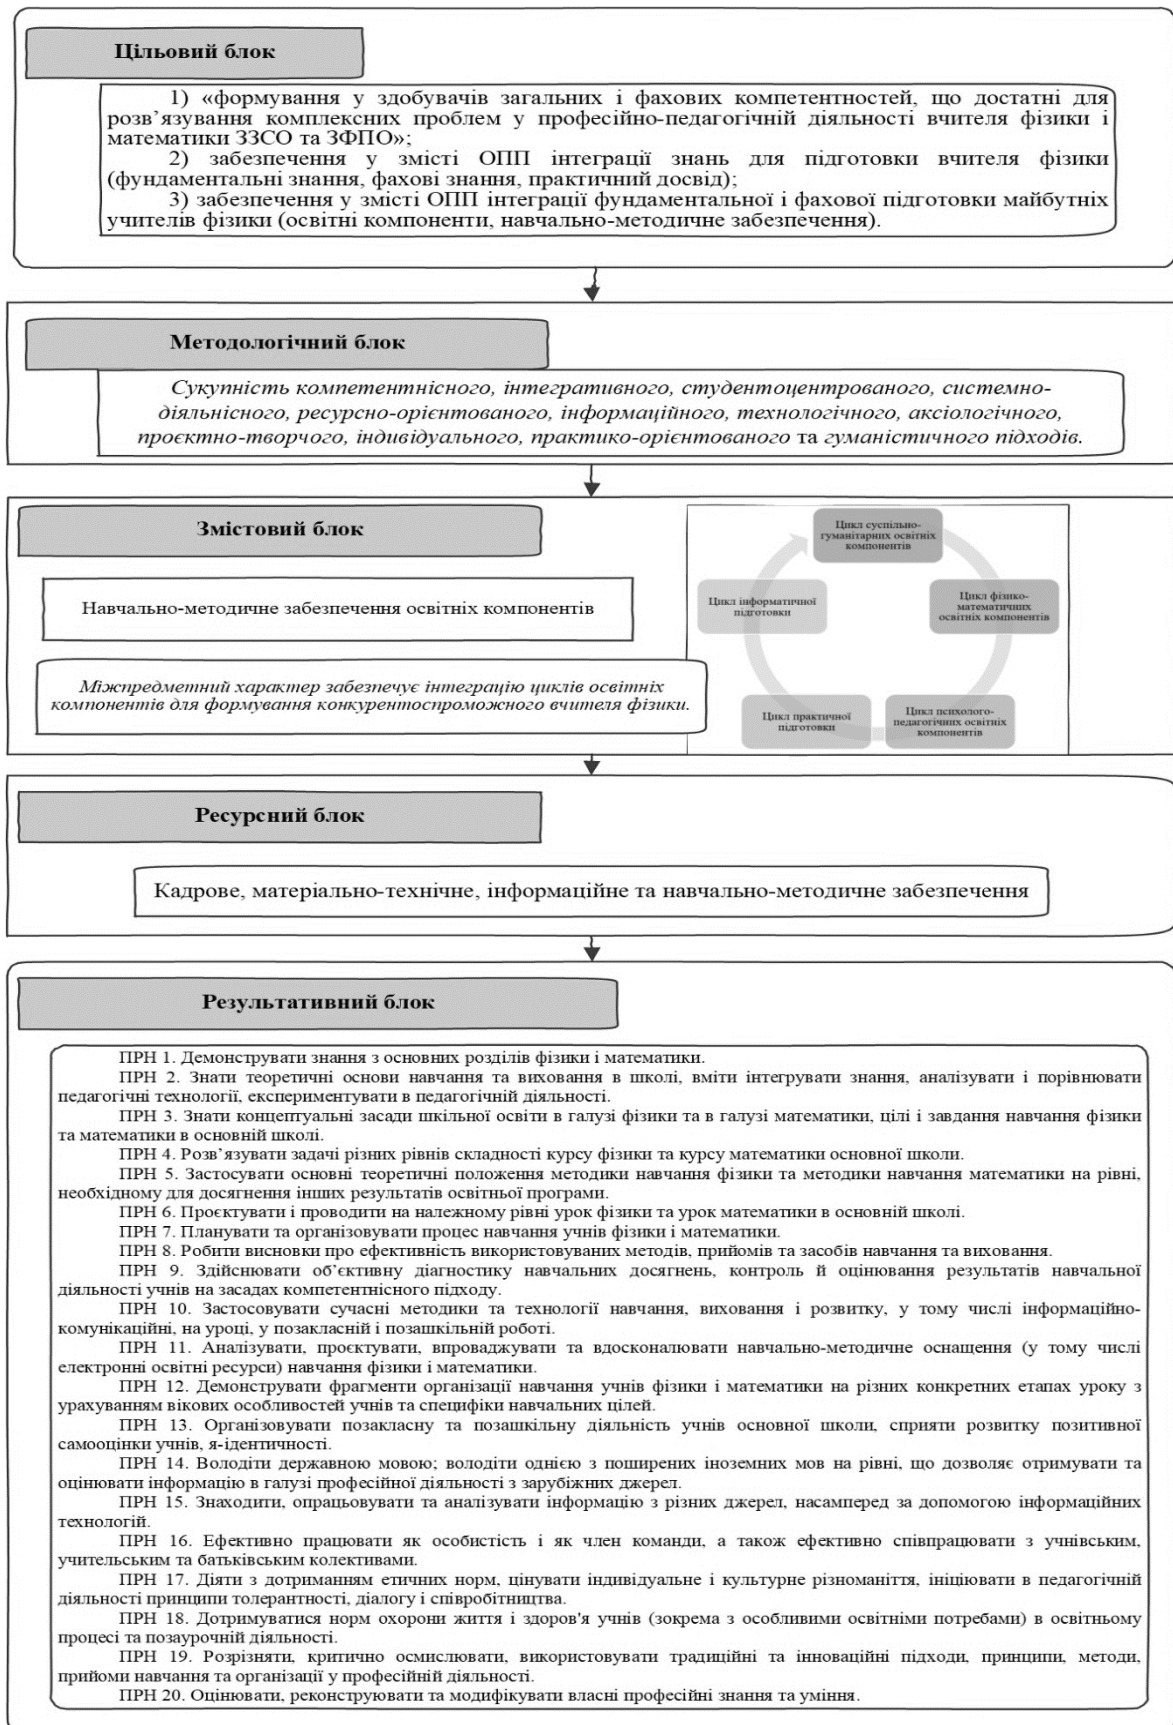 Цільовий блок
1) «формування у здобувачів загальних і фахових компетентностей, що достатні для
розв’язування комплексних проблем у професійно-педагогічній діяльності вчителя фізики і
математики ЗЗСО та ЗФПО»;
2) забезпечення у змісті ОПП інтеграції знань для підготовки вчителя фізики
(фундаментальні знання, фахові знання, практичний досвід);
3) забезпечення у змісті ОПП інтеграції фундаментальної і фахової підготовки майбутніх
учителів фізики (освітні компоненти, навчально-методичне забезпечення).
Методологічний блок
Сукупність компетентнісного, інтегративного, студентоцентрованого, системно-
діяльнісного, ресурсно-орієнтованого, інформаційного, технологічного, аксіологічного,
проєктно-творчого, індивідуального, практико-орієнтованого та гуманістичного підходів.
Змістовий блок
Навчально-методичне забезпечення освітніх компонентів
Міжпредметний характер забезпечує інтеграцію циклів освітніх
компонентів для формування конкурентоспроможного вчителя фізики.
Цикл суспільно-
гуманітарних освітніх
компонентів
Цикл фізико-
математичних
освітніх компонентів
Цикл психолого-
педагогічних освітніх
компонентів
Цикл практичної
підготовки
Цикл інформатичної
підготовки
Ресурсний блок
Кадрове, матеріально-технічне, інформаційне та навчально-методичне забезпечення
Результативний блок
ПРН 1. Демонструвати знання з основних розділів фізики і математики.
ПРН 2. Знати теоретичні основи навчання та виховання в школі, вміти інтегрувати знання, аналізувати і порівнювати
педагогічні технології, експериментувати в педагогічній діяльності.
ПРН 3. Знати концептуальні засади шкільної освіти в галузі фізики та в галузі математики, цілі і завдання навчання фізики
та математики в основній школі.
ПРН 4. Розв’язувати задачі різних рівнів складності курсу фізики та курсу математики основної школи.
ПРН 5. Застосувати основні теоретичні положення методики навчання фізики та методики навчання математики на рівні,
необхідному для досягнення інших результатів освітньої програми.
ПРН 6. Проєктувати і проводити на належному рівні урок фізики та урок математики в основній школі.
ПРН 7. Планувати та організовувати процес навчання учнів фізики і математики.
ПРН 8. Робити висновки про ефективність використовуваних методів, прийомів та засобів навчання та виховання.
ПРН 9. Здійснювати об’єктивну діагностику навчальних досягнень, контроль й оцінювання результатів навчальної
діяльності учнів на засадах компетентнісного підходу.
ПРН 10. Застосовувати сучасні методики та технології навчання, виховання і розвитку, у тому числі інформаційно-
комунікаційні, на уроці, у позакласній і позашкільній роботі.
ПРН 11. Аналізувати, проєктувати, впроваджувати та вдосконалювати навчально-методичне оснащення (у тому числі
електронні освітні ресурси) навчання фізики і математики.
ПРН 12. Демонструвати фрагменти організації навчання учнів фізики і математики на різних конкретних етапах уроку з
урахуванням вікових особливостей учнів та специфіки навчальних цілей.
ПРН 13. Організовувати позакласну та позашкільну діяльність учнів основної школи, сприяти розвитку позитивної
самооцінки учнів, я-ідентичності.
ПРН 14. Володіти державною мовою; володіти однією з поширених іноземних мов на рівні, що дозволяє отримувати та
оцінювати інформацію в галузі професійної діяльності з зарубіжних джерел.
ПРН 15. Знаходити, опрацьовувати та аналізувати інформацію з різних джерел, насамперед за допомогою інформаційних
технологій.
ПРН 16. Ефективно працювати як особистість і як член команди, а також ефективно співпрацювати з учнівським,
учительським та батьківським колективами.
ПРН 17. Діяти з дотриманням етичних норм, цінувати індивідуальне і культурне різноманіття, ініціювати в педагогічній
діяльності принципи толерантності, діалогу і співробітництва.
ПРН 18. Дотримуватися норм охорони життя і здоров'я учнів (зокрема з особливими освітніми потребами) в освітньому
процесі та позаурочній діяльності.
ПРН 19. Розрізняти, критично осмислювати, використовувати традиційні та інноваційні підходи, принципи, методи,
прийоми навчання та організації у професійній діяльності.
ПРН 20. Оцінювати, реконструювати та модифікувати власні професійні знання та уміння.